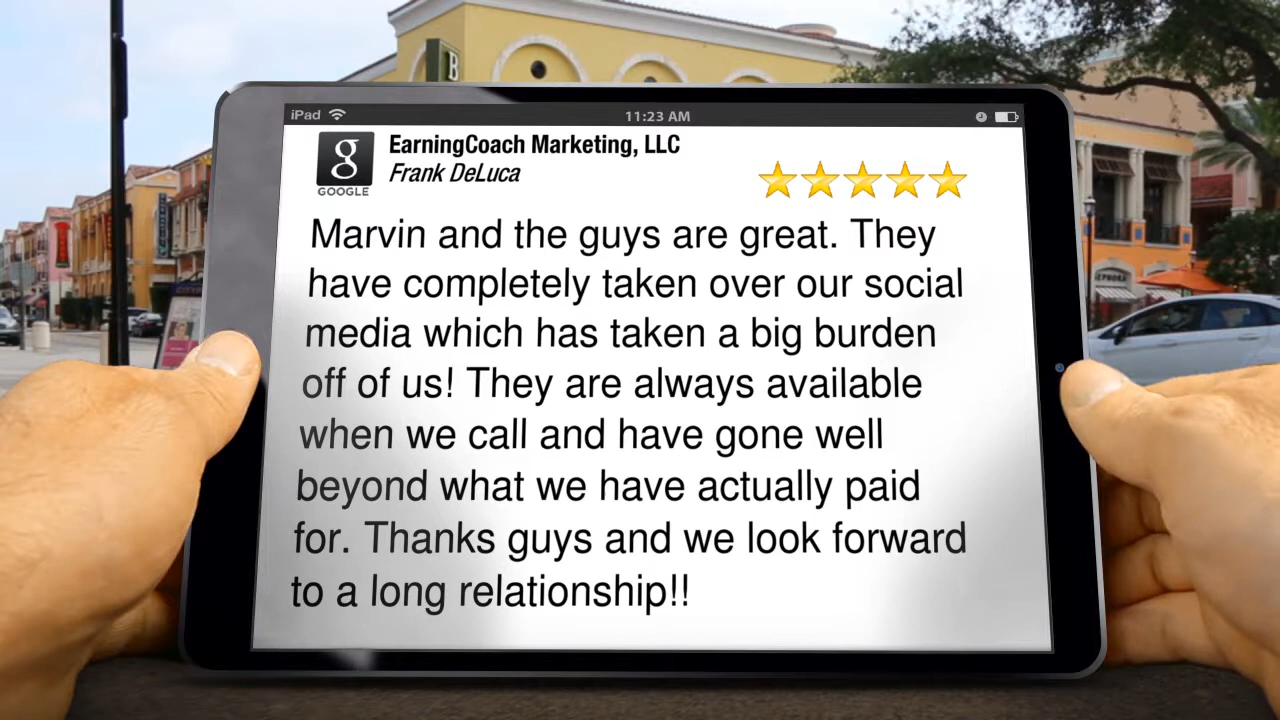 B
iPad
11:23 AM
g
GOOGLE
EarningCoach Marketing, LLC
Frank DeLuca
Marvin and the guys are great. They
have completely taken over our social
media which has taken a big burden
off of us! They are always available
when we call and have gone well
beyond what we have actually paid
for. Thanks guys and we look forward
to a long relationship!!
SEPHORA